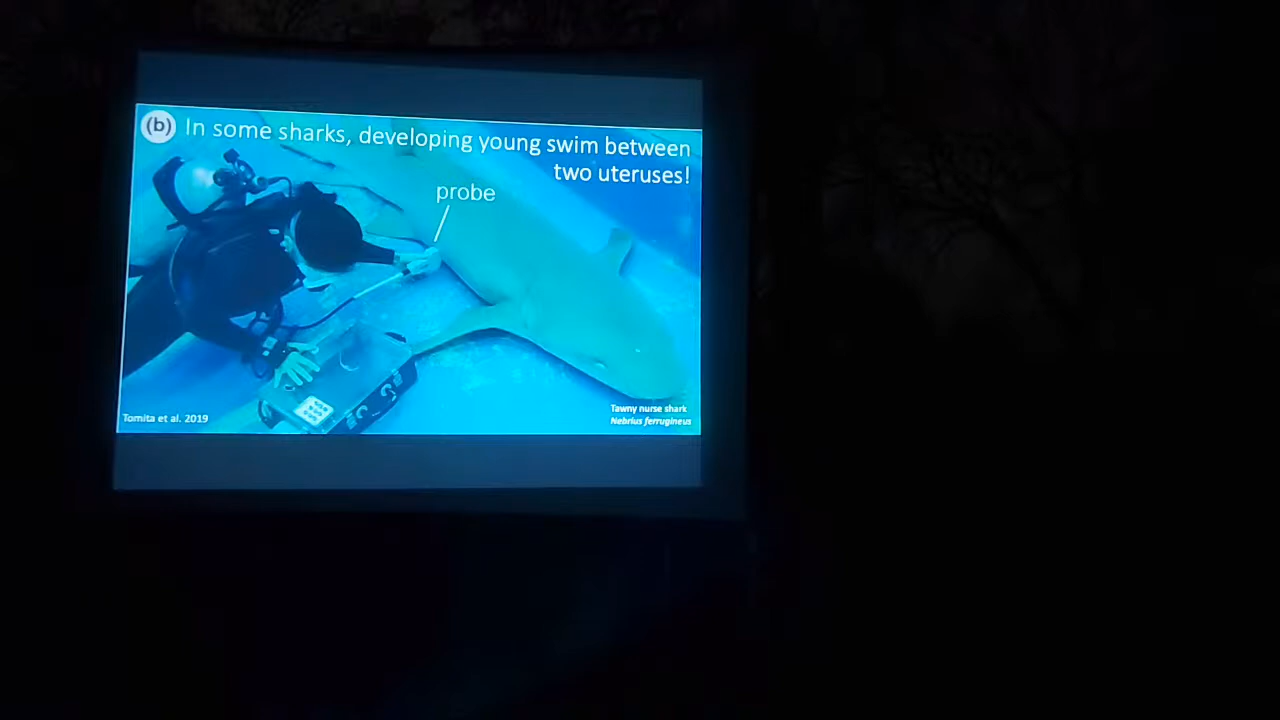 (b) In some sharks, developing young swim between
two uteruses!
probe
Tomita et al. 2019
Tawny nurse shark
Nebrius ferrugineus